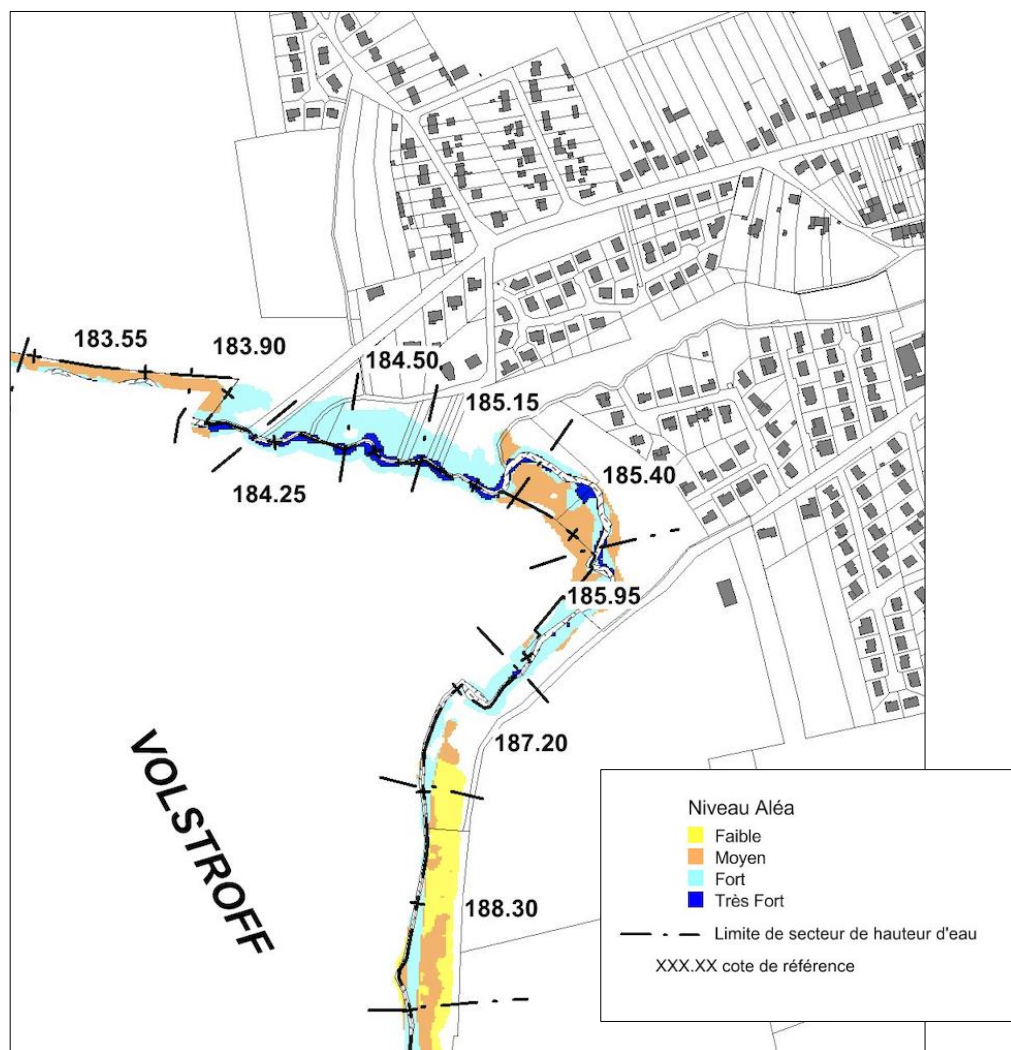 183.55
183.90
184.50
185.15
185.40
184.25
185.95
187.20
VOLSTROFF
188.30
Niveau Aléa
Faible
Moyen
Fort
Très Fort
Limite de secteur de hauteur d'eau
XXX.XX cote de référence